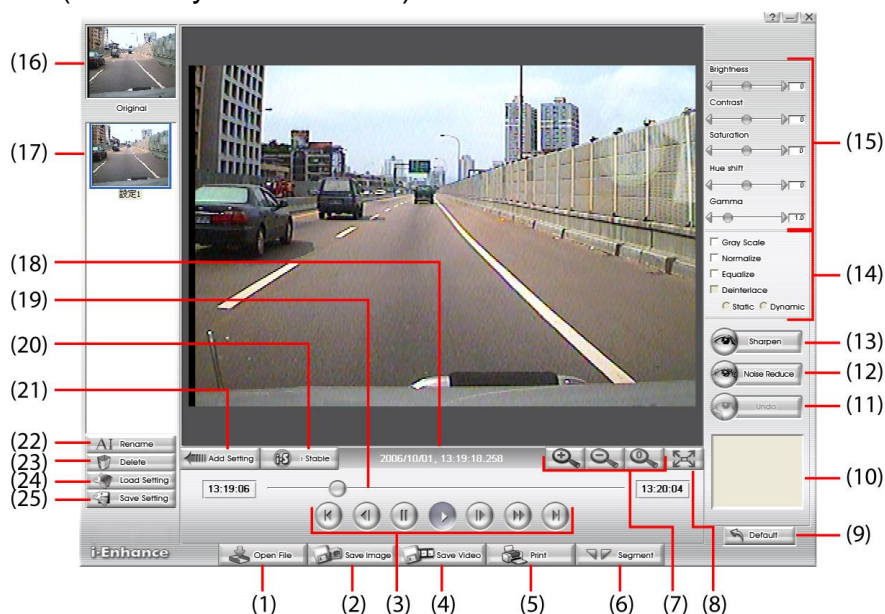 (16)
Original
(17)
設定1
Brightness
0
Contrast
0
Saturation
0
Hue shift
0
Gamma
1.0
(15)
Gray Scale
Normalize
Equalize
Deinterlace
Static Dynamic
(14)
(18)
(19)
(20)
(21)
Sharpen
(13)
Noise Reduce
(12)
Undo
(11)
(10)
(22)
AI Rename
(23)
Delete
(24)
Load Setting
(25)
Save Setting
Add Setting
i-S i-Stable
2006/10/01, 13:19:18.258
13:19:06
13:20:04
Default
(9)
i-Enhance
Open File
Save Image
Save Video
Print
Segment
(1)
(2)
(3)
(4)
(5)
(6)
(7)
(8)